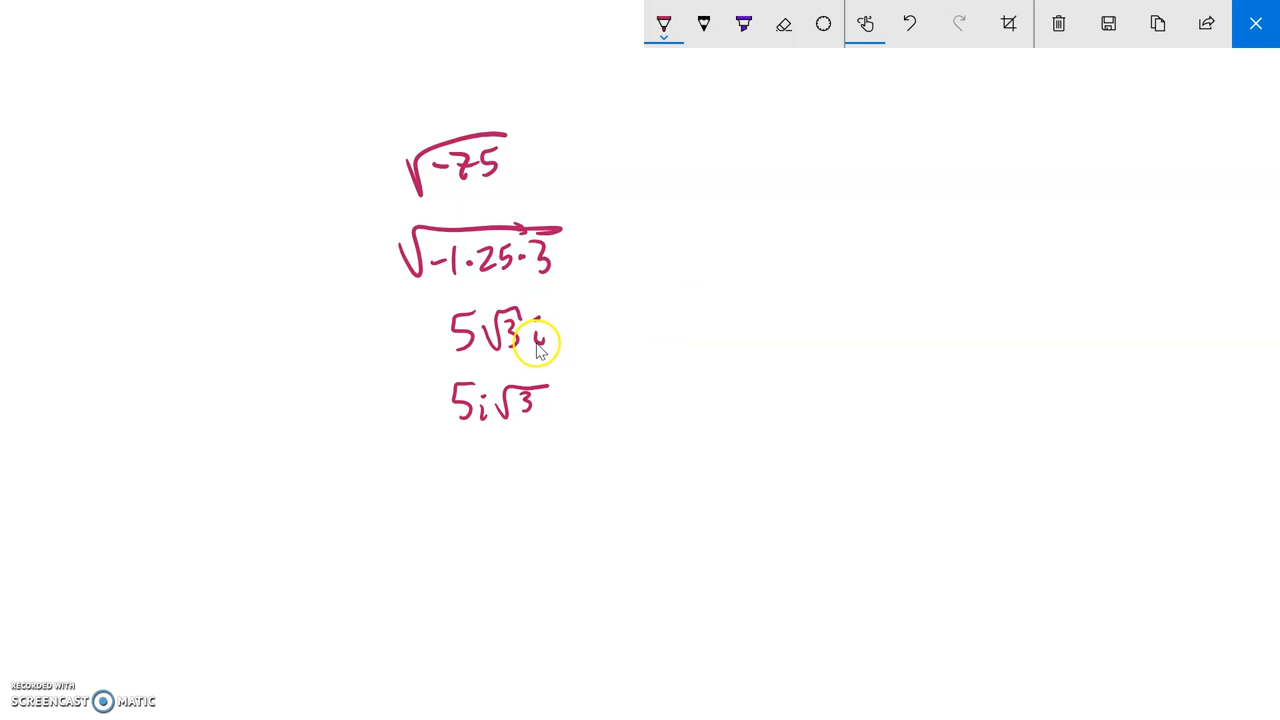 √-75
√-1·25·3
5√3 i
5i√3
RECORDED WITH
SCREENCAST MATIC